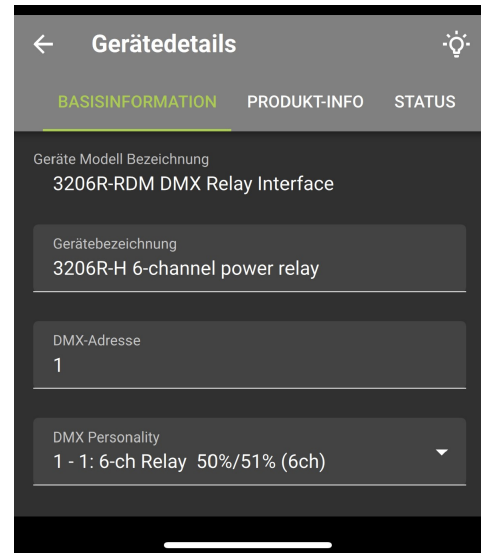 Gerätedetails
BASISINFORMATION PRODUKT-INFO STATUS
Geräte Modell Bezeichnung
3206R-RDM DMX Relay Interface
Gerätebezeichnung
3206R-H 6-channel power relay
DMX-Adresse
1
DMX Personality
1 - 1: 6-ch Relay  50%/51% (6ch)